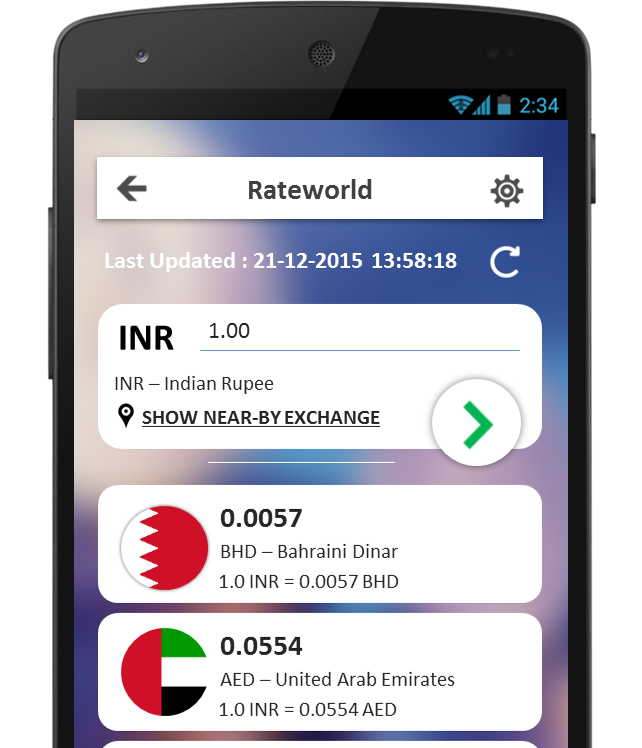 2:34
Rateworld
Last Updated : 21-12-2015 13:58:18
INR 1.00
INR – Indian Rupee
SHOW NEAR-BY EXCHANGE
0.0057
BHD – Bahraini Dinar
1.0 INR = 0.0057 BHD
0.0554
AED – United Arab Emirates
1.0 INR = 0.0554 AED